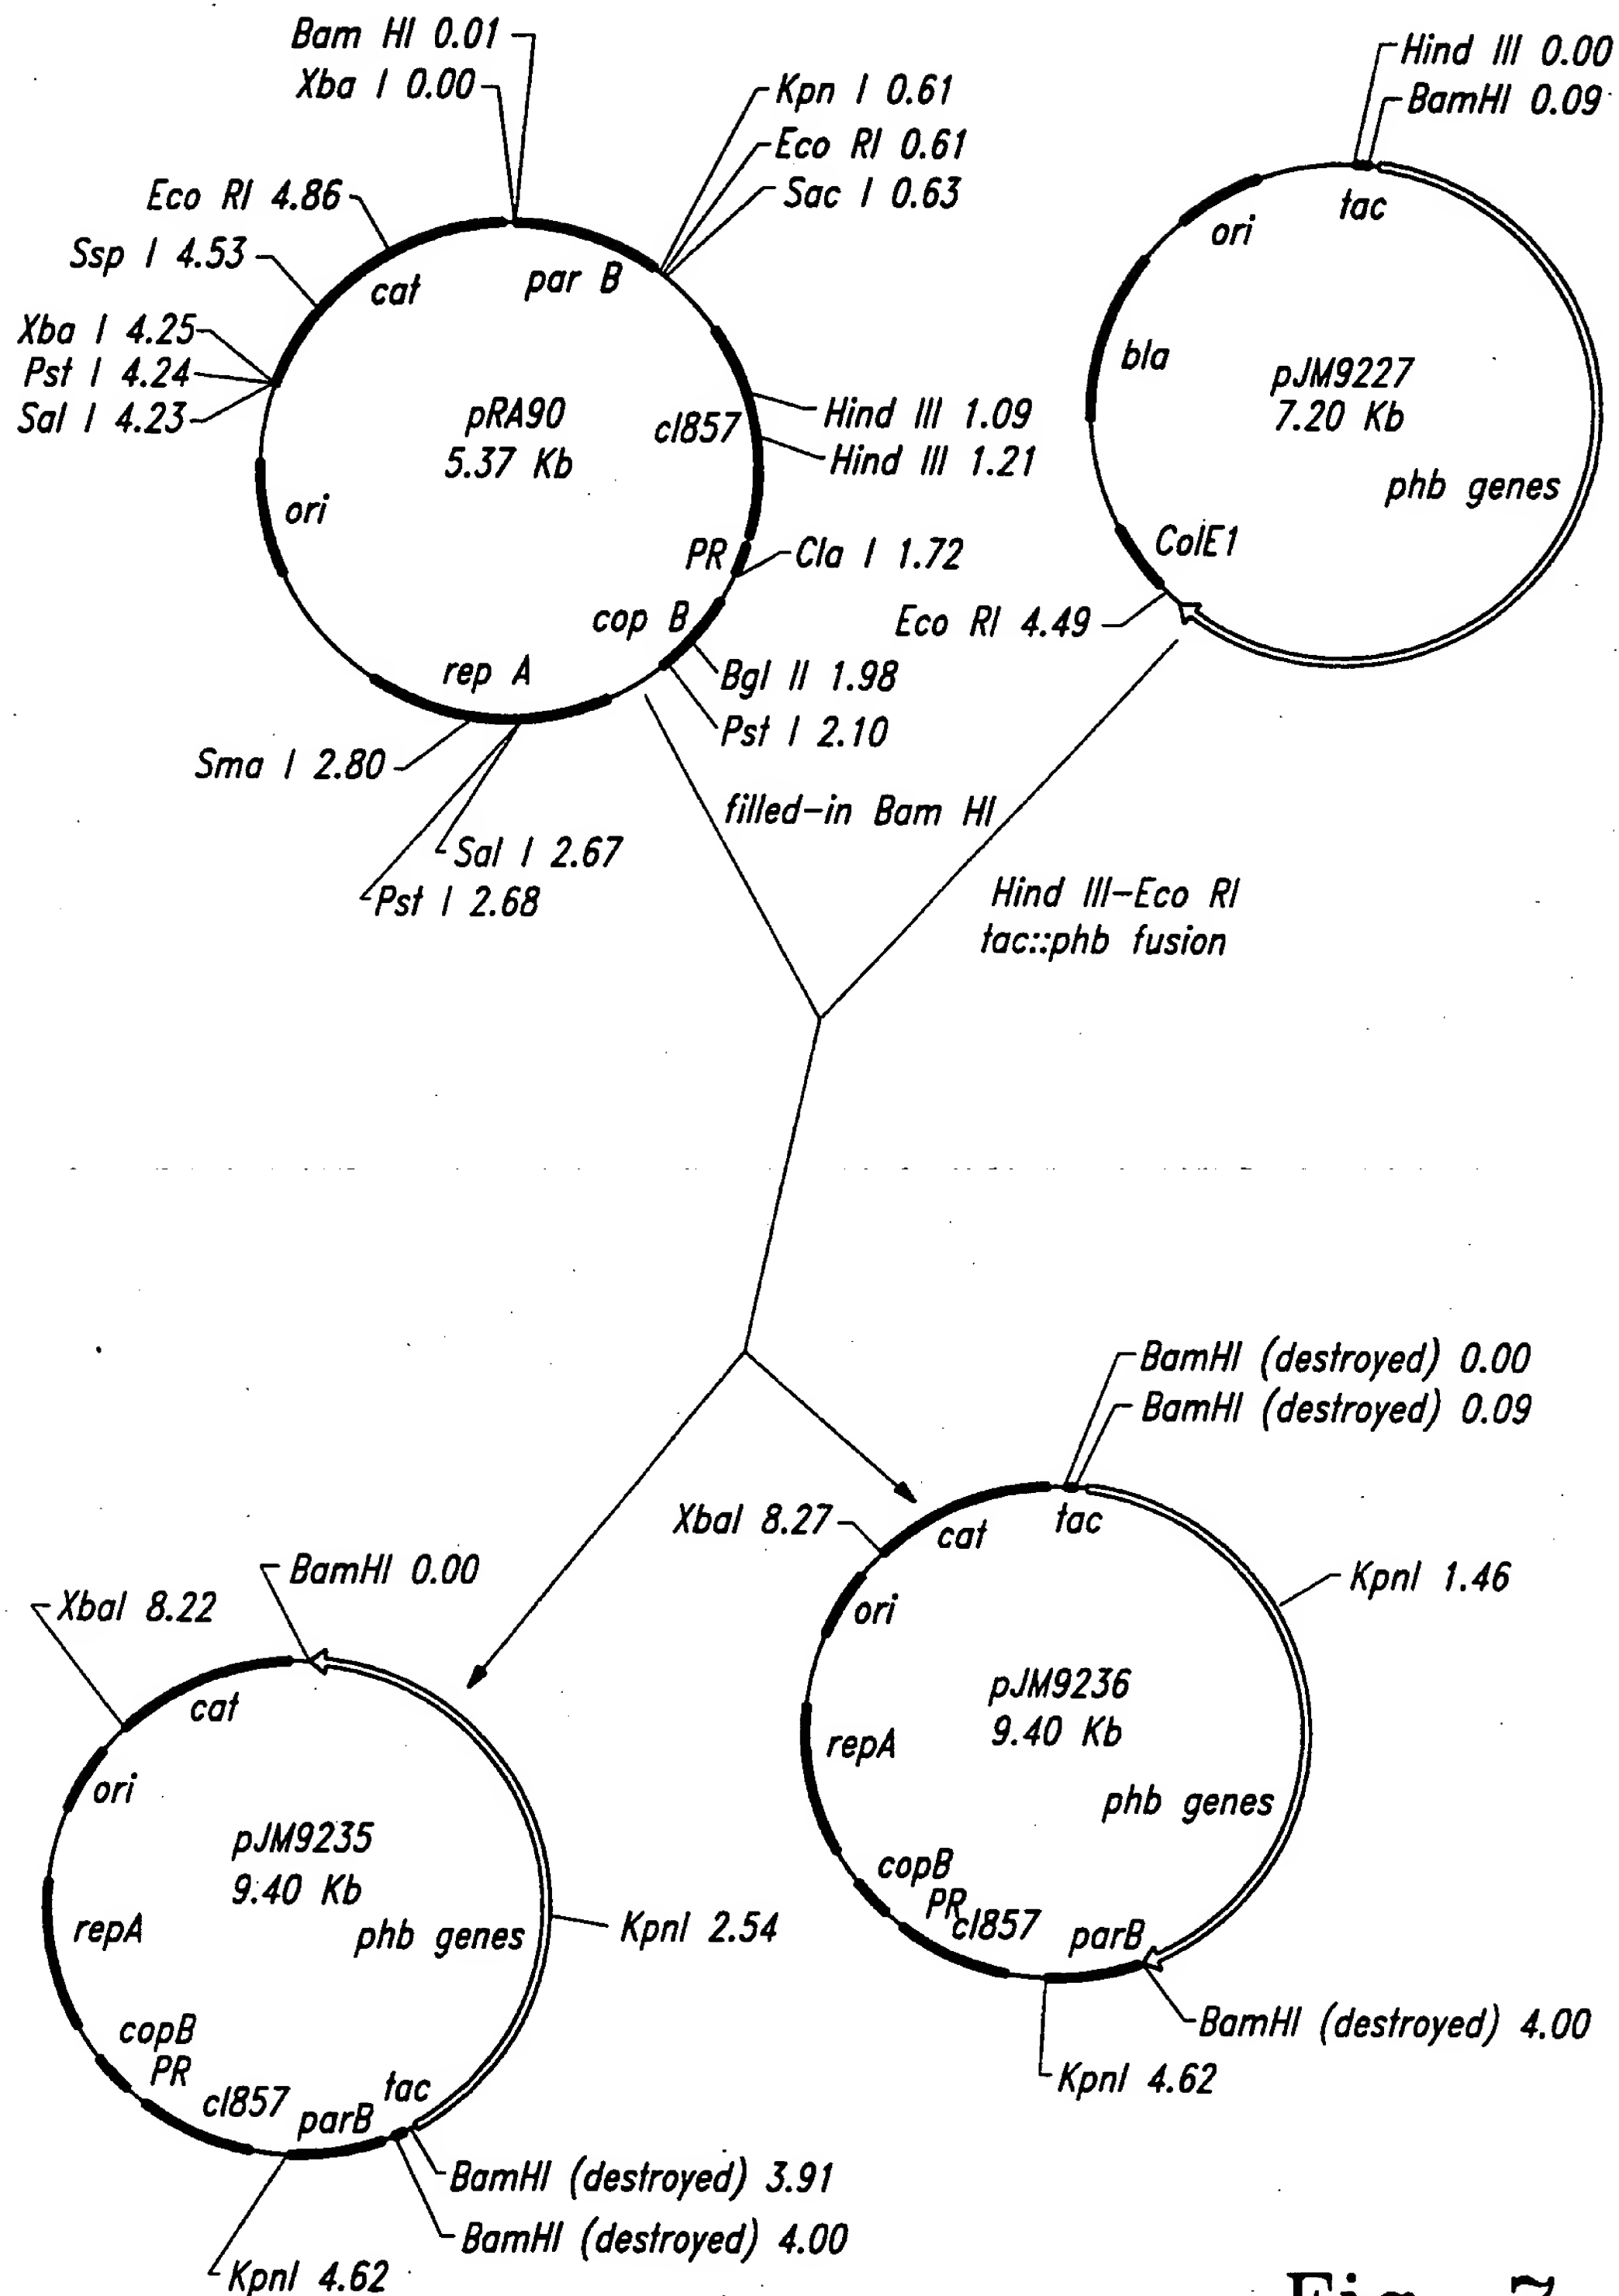 Bam HI 0.01
Xba I 0.00
Kpn I 0.61
Eco RI 0.61
Sac I 0.63
Eco RI 4.86
Ssp I 4.53
Xba I 4.25
Pst I 4.24
Sal I 4.23
cat
par B
pRA90
5.37 Kb
cI857
Hind III 1.09
Hind III 1.21
ori
PR
Cla I 1.72
cop B
Bgl II 1.98
Pst I 2.10
rep A
Sma I 2.80
Sal I 2.67
Pst I 2.68
Hind III 0.00
BamHI 0.09
tac
ori
bla
pJM9227
7.20 Kb
phb genes
ColE1
Eco RI 4.49
filled-in Bam HI
Hind III-Eco RI
tac::phb fusion
BamHI (destroyed) 0.00
BamHI (destroyed) 0.09
XbaI 8.27
cat
tac
KpnI 1.46
ori
pJM9236
9.40 Kb
repA
phb genes
copB
PR
cI857
parB
BamHI (destroyed) 4.00
KpnI 4.62
BamHI 0.00
XbaI 8.22
cat
ori
pJM9235
9.40 Kb
repA
phb genes
KpnI 2.54
copB
PR
cI857
parB
tac
BamHI (destroyed) 3.91
BamHI (destroyed) 4.00
KpnI 4.62
Fig. 7